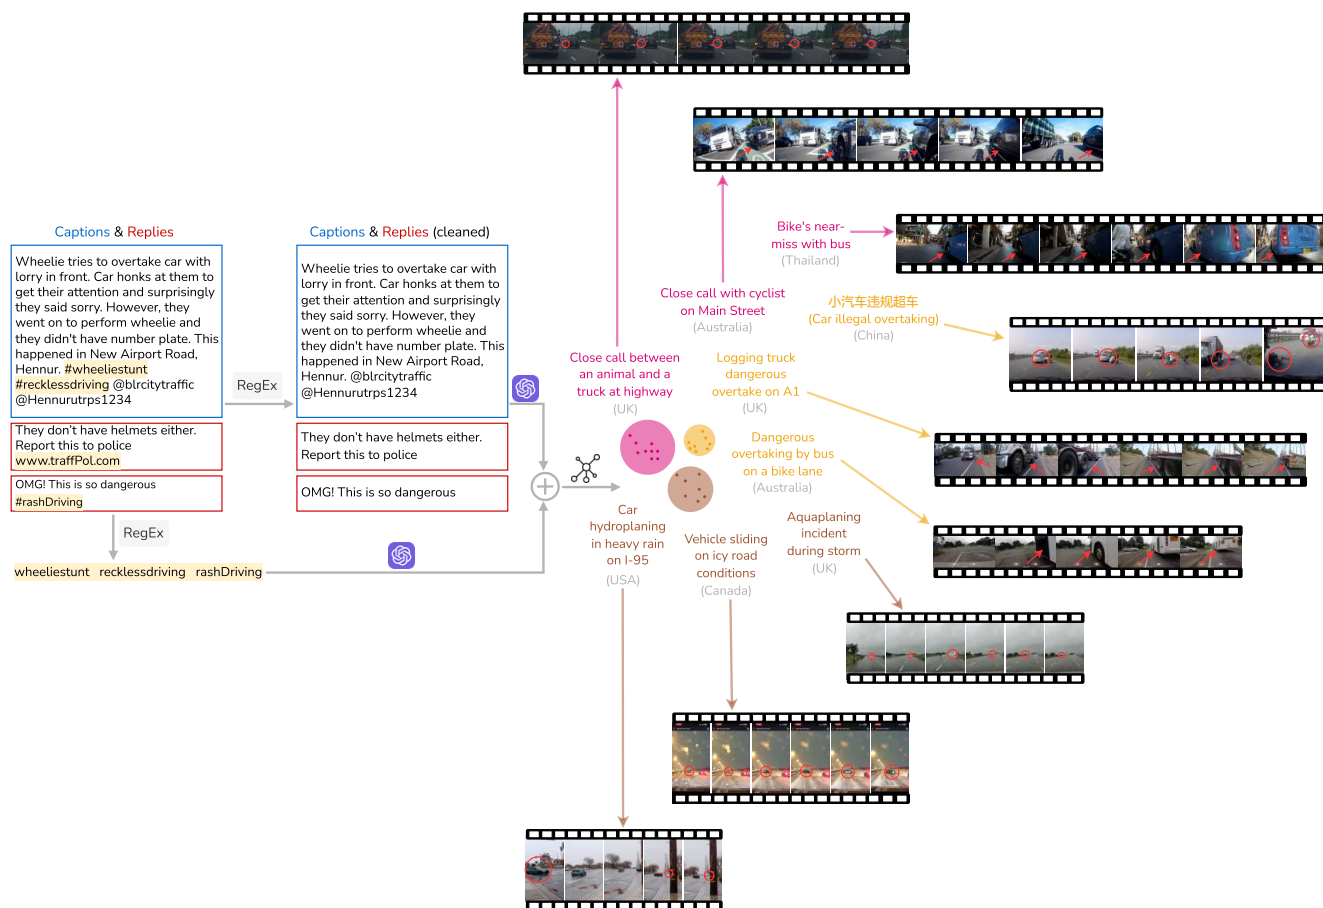 Captions & Replies
Wheelie tries to overtake car with
lorry in front. Car honks at them to
get their attention and surprisingly
they said sorry. However, they
went on to perform wheelie and
they didn't have number plate. This
happened in New Airport Road,
Hennur. #wheeliestunt
#recklessdriving @blrcitytraffic
@Hennurutrps1234
They don't have helmets either.
Report this to police
www.traffPol.com
OMG! This is so dangerous
#rashDriving
RegEx
RegEx
wheeliestunt recklessdriving rashDriving
Captions & Replies (cleaned)
Wheelie tries to overtake car with
lorry in front. Car honks at them to
get their attention and surprisingly
they said sorry. However, they
went on to perform wheelie and
they didn't have number plate. This
happened in New Airport Road,
Hennur. @blrcitytraffic
@Hennurutrps1234
They don't have helmets either.
Report this to police
OMG! This is so dangerous
Bike's near-
miss with bus
(Thailand)
Close call with cyclist
on Main Street
(Australia)
小汽车违规超车
(Car illegal overtaking)
(China)
Close call between
an animal and a
truck at highway
(UK)
Logging truck
dangerous
overtake on A1
(UK)
Dangerous
overtaking by bus
on a bike lane
(Australia)
Car
hydroplaning
in heavy rain
on I-95
(USA)
Vehicle sliding
on icy road
conditions
(Canada)
Aquaplaning
incident
during storm
(UK)